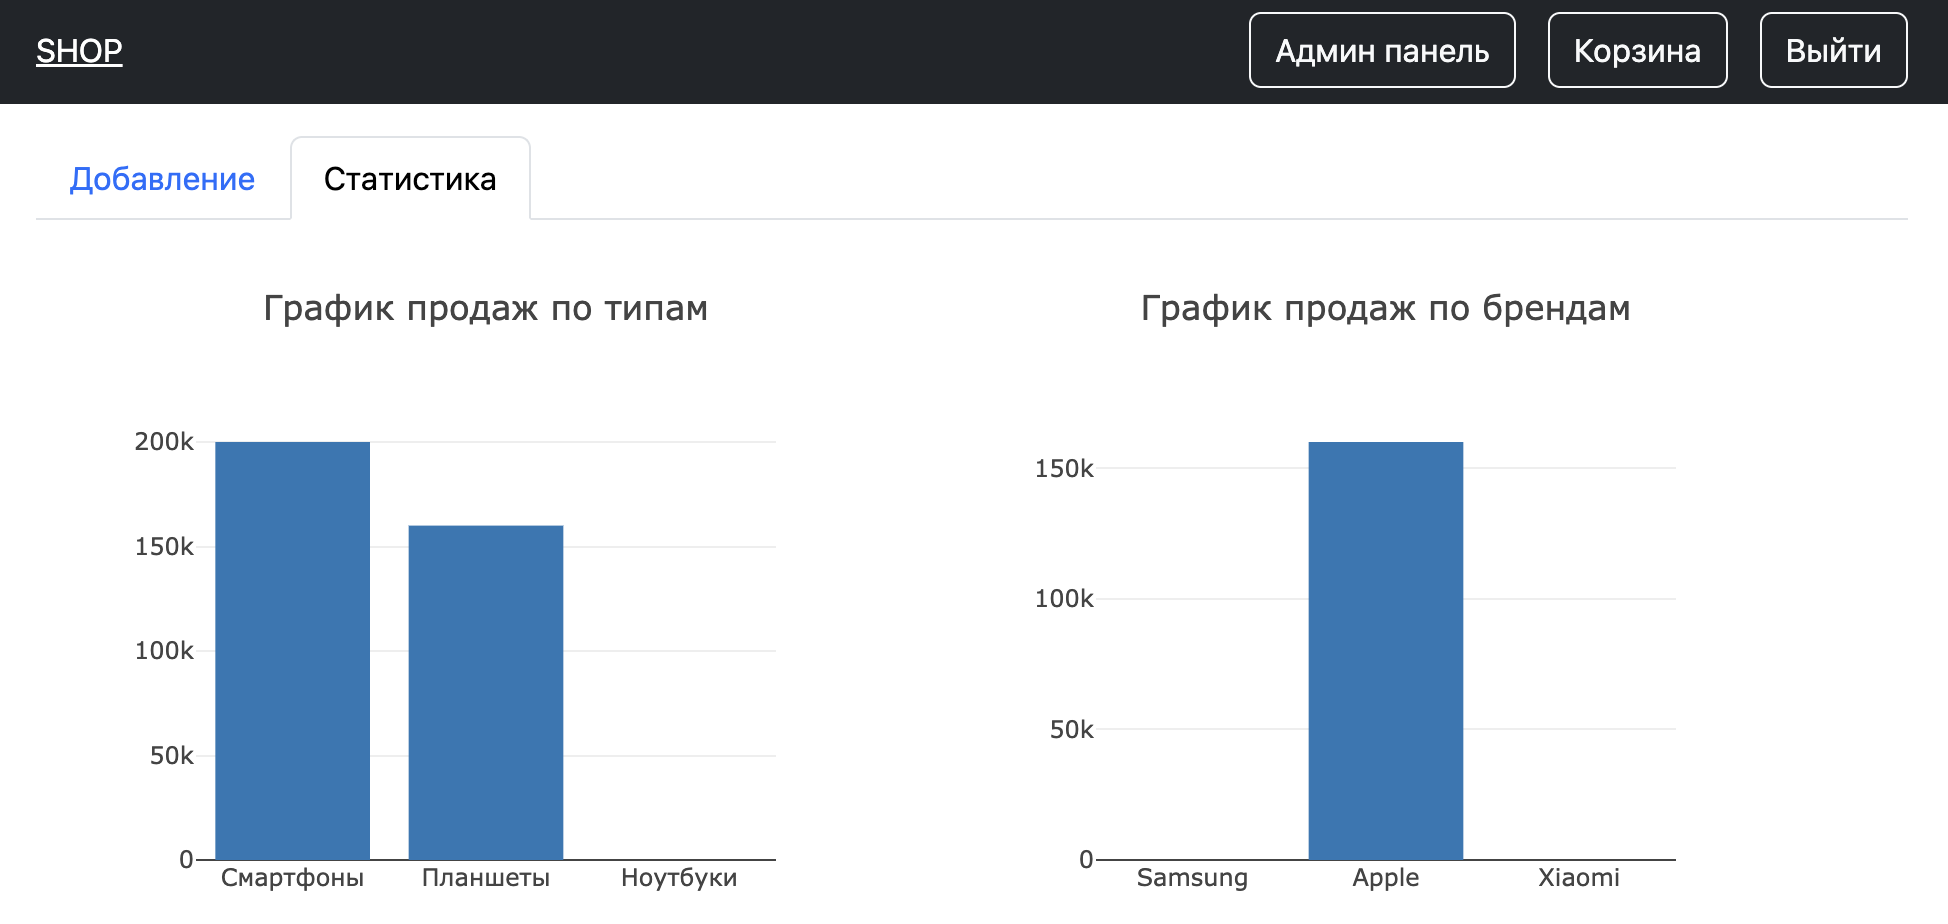 SHOP
Админ панель
Корзина
Выйти
Добавление
Статистика
График продаж по типам
200k
150k
100k
50k
0
Смартфоны
Планшеты
Ноутбуки
График продаж по брендам
150k
100k
50k
0
Samsung
Apple
Xiaomi